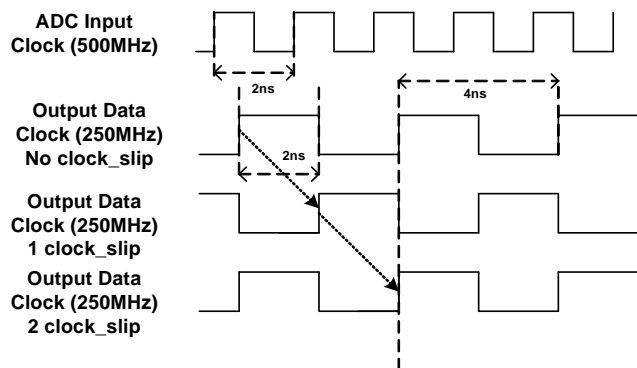 ADC Input
Clock (500MHz)
2ns
4ns
Output Data
Clock (250MHz)
No clock_slip
2ns
Output Data
Clock (250MHz)
1 clock_slip
Output Data
Clock (250MHz)
2 clock_slip